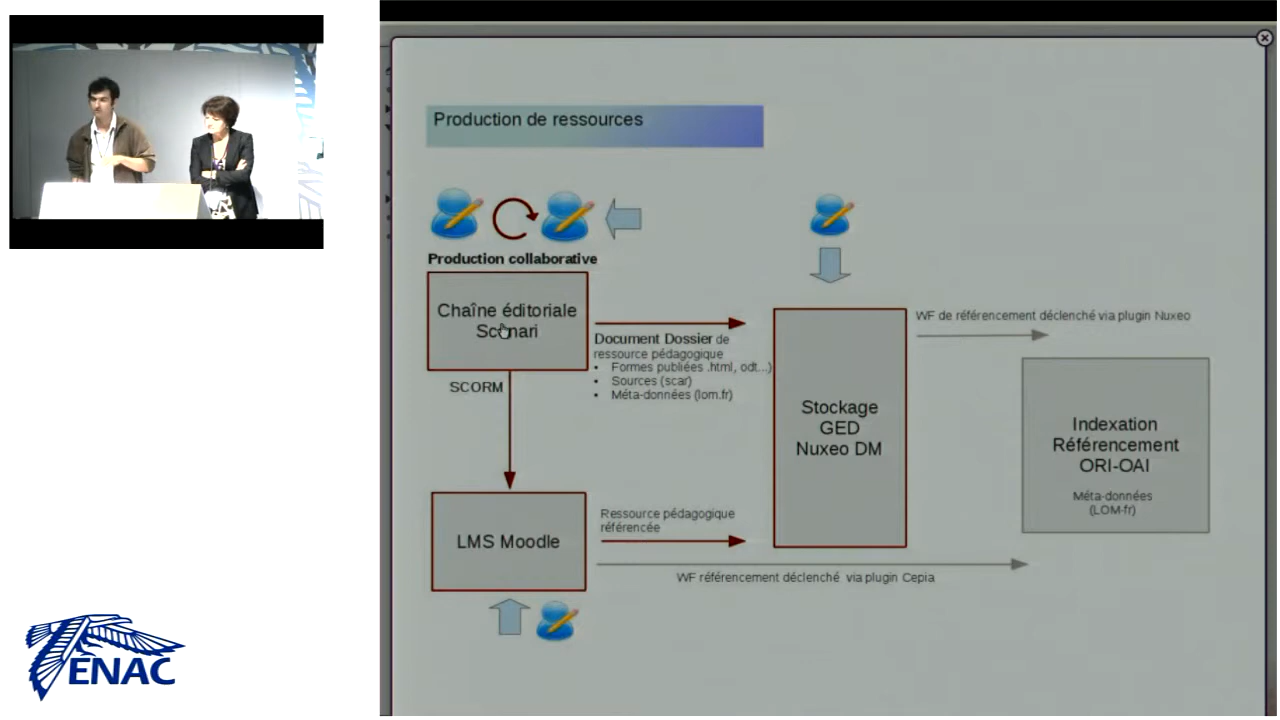 Production de ressources
Production collaborative
Chaîne éditoriale
Scenari
SCORM
Document Dossier de
ressource pédagogique
• Formes publiées .html, odt...)
• Sources (scar)
• Méta-données (lom.fr)
WF de référencement déclenché via plugin Nuxeo
Stockage
GED
Nuxeo DM
Indexation
Référencement
ORI-OAI
Méta-données
(LOM-fr)
LMS Moodle
Ressource pédagogique
référencée
WF référencement déclenché via plugin Cepia
ENAC